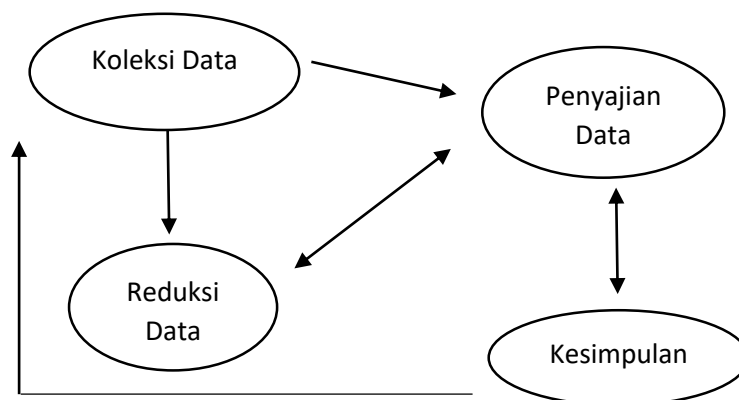 Koleksi Data
Penyajian
Data
Reduksi
Data
Kesimpulan